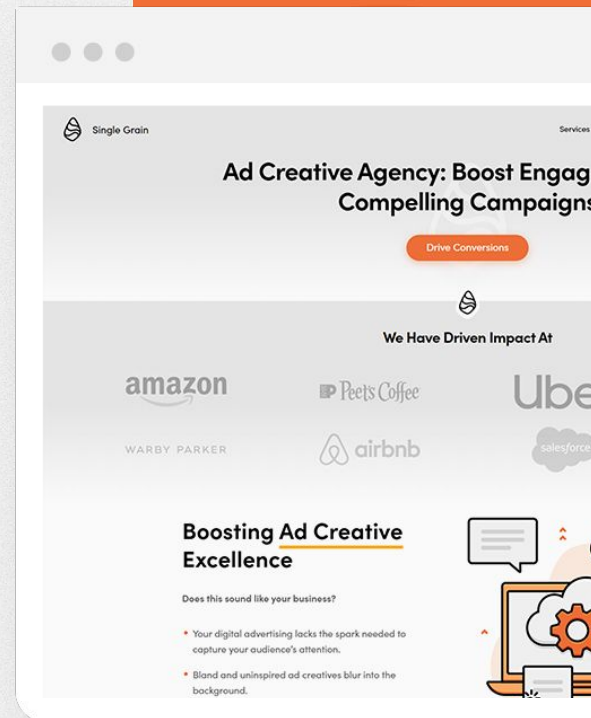 Single Grain
Services
Ad Creative Agency: Boost Engag
Compelling Campaigns
Drive Conversions
We Have Driven Impact At
amazon
Peet's Coffee
Ube
WARBY PARKER
airbnb
salesforce
Boosting Ad Creative
Excellence
Does this sound like your business?
• Your digital advertising lacks the spark needed to
capture your audience's attention.
• Bland and uninspired ad creatives blur into the
background.